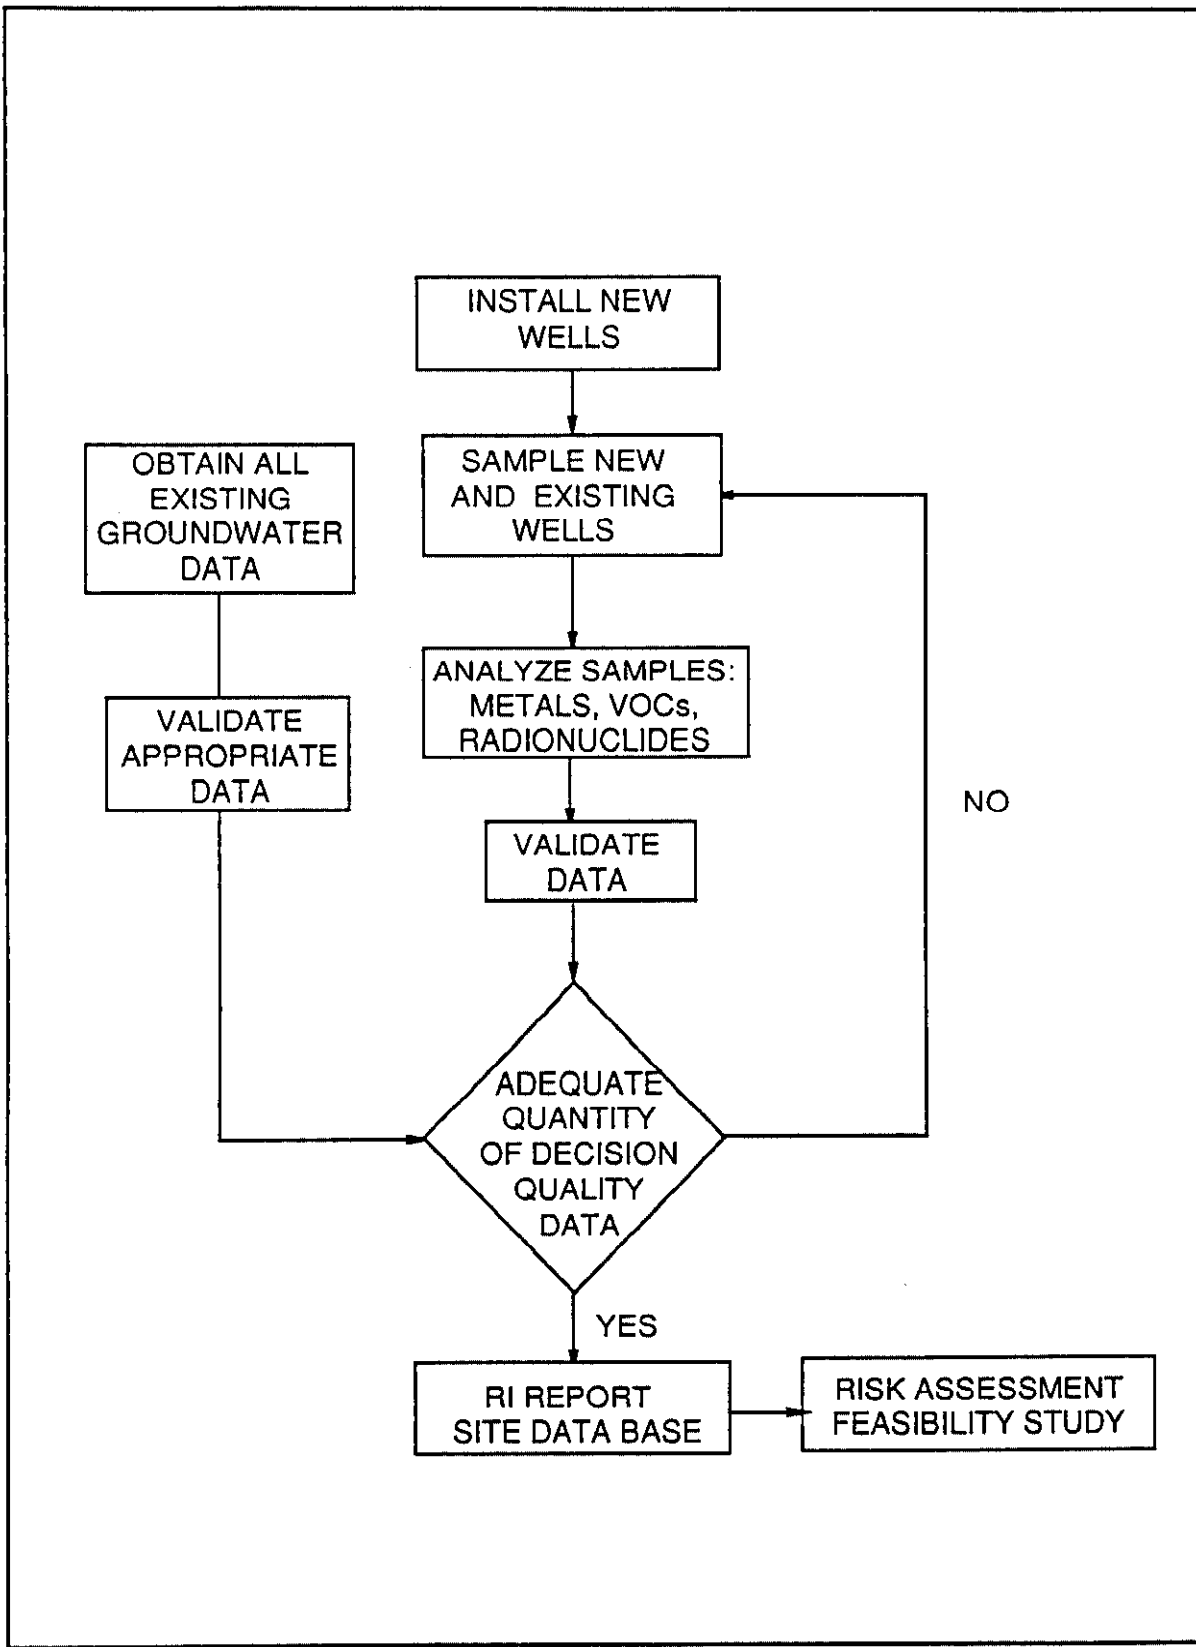 INSTALL NEW
WELLS
SAMPLE NEW
AND EXISTING
WELLS
OBTAIN ALL
EXISTING
GROUNDWATER
DATA
ANALYZE SAMPLES:
METALS, VOCs,
RADIONUCLIDES
VALIDATE
APPROPRIATE
DATA
NO
VALIDATE
DATA
ADEQUATE
QUANTITY
OF DECISION
QUALITY
DATA
YES
RI REPORT
SITE DATA BASE
RISK ASSESSMENT
FEASIBILITY STUDY